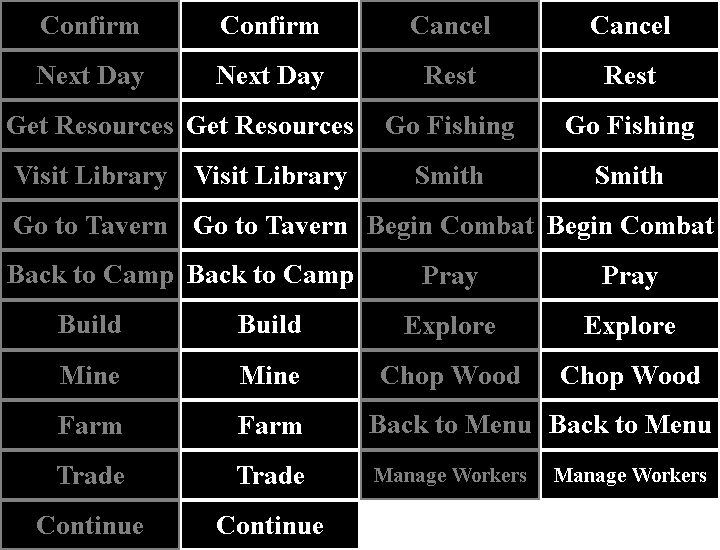 Confirm Confirm Cancel Cancel
Next Day Next Day Rest Rest
Get Resources Get Resources Go Fishing Go Fishing
Visit Library Visit Library Smith Smith
Go to Tavern Go to Tavern Begin Combat Begin Combat
Back to Camp Back to Camp Pray Pray
Build Build Explore Explore
Mine Mine Chop Wood Chop Wood
Farm Farm Back to Menu Back to Menu
Trade Trade Manage Workers Manage Workers
Continue Continue